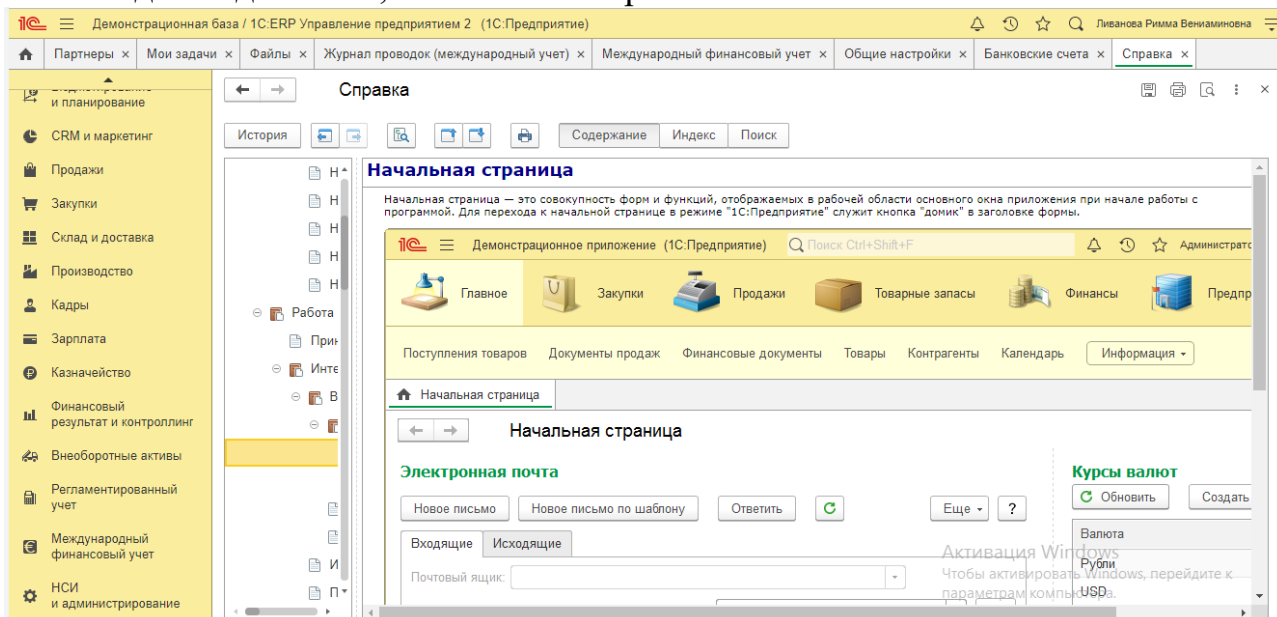 1С Демонстрационная база / 1С:ERP Управление предприятием 2 (1С:Предприятие) Ливанова Римма Вениаминовна
Партнеры × Мои задачи × Файлы × Журнал проводок (международный учет) × Международный финансовый учет × Общие настройки × Банковские счета × Справка ×
и планирование
CRM и маркетинг
Продажи
Закупки
Склад и доставка
Производство
Кадры
Зарплата
Казначейство
Финансовый
результат и контроллинг
Внеоборотные активы
Регламентированный
учет
Международный
финансовый учет
НСИ
и администрирование
Справка
История Содержание Индекс Поиск
Н
Н
Н
Н
Н
Работа
При
Инте
В
И
П
Начальная страница
Начальная страница — это совокупность форм и функций, отображаемых в рабочей области основного окна приложения при начале работы с
программой. Для перехода к начальной странице в режиме "1С:Предприятие" служит кнопка "домик" в заголовке формы.
1С Демонстрационное приложение (1С:Предприятие) Поиск Ctrl+Shift+F Администратс
Главное Закупки Продажи Товарные запасы Финансы Предпр
Поступления товаров Документы продаж Финансовые документы Товары Контрагенты Календарь Информация
Начальная страница
Начальная страница
Электронная почта
Новое письмо Новое письмо по шаблону Ответить Еще ?
Входящие Исходящие
Почтовый ящик:
Курсы валют
Обновить Создать
Валюта
Рубли
USD
Активация Windows
Чтобы активировать Windows, перейдите к
параметрам компьютера.